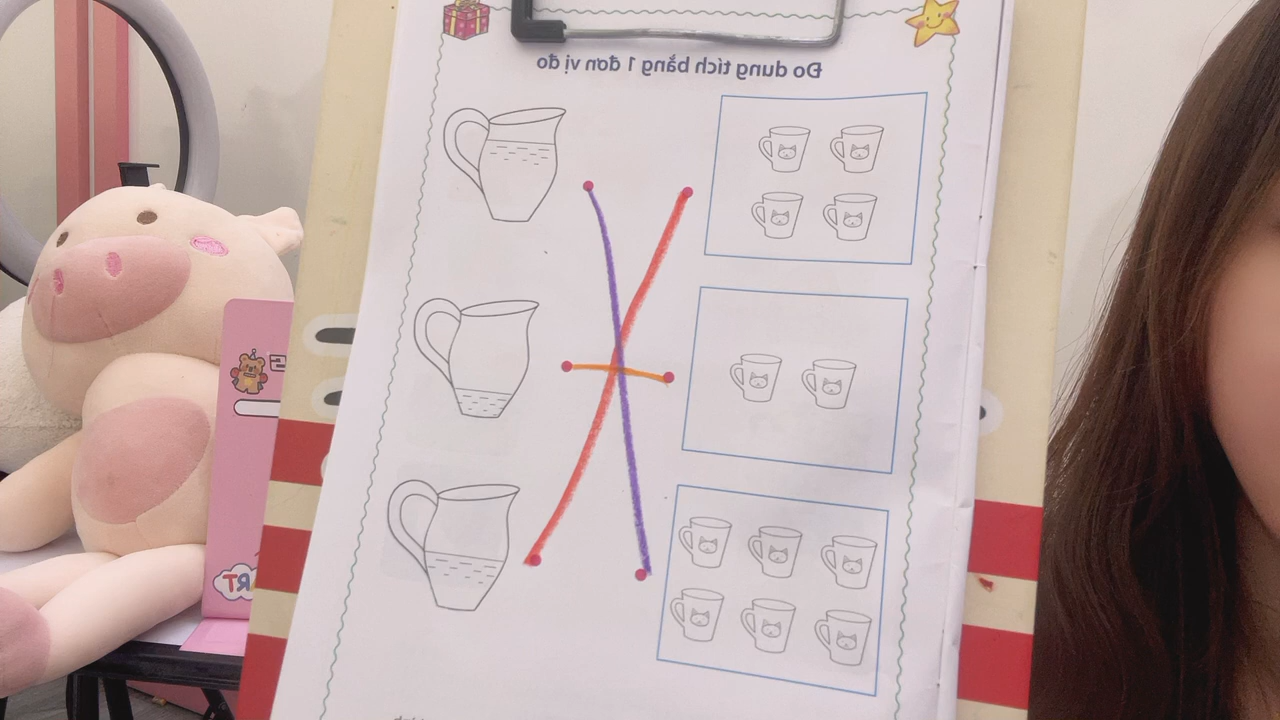 Đo dung tích bằng 1 đơn vị đo